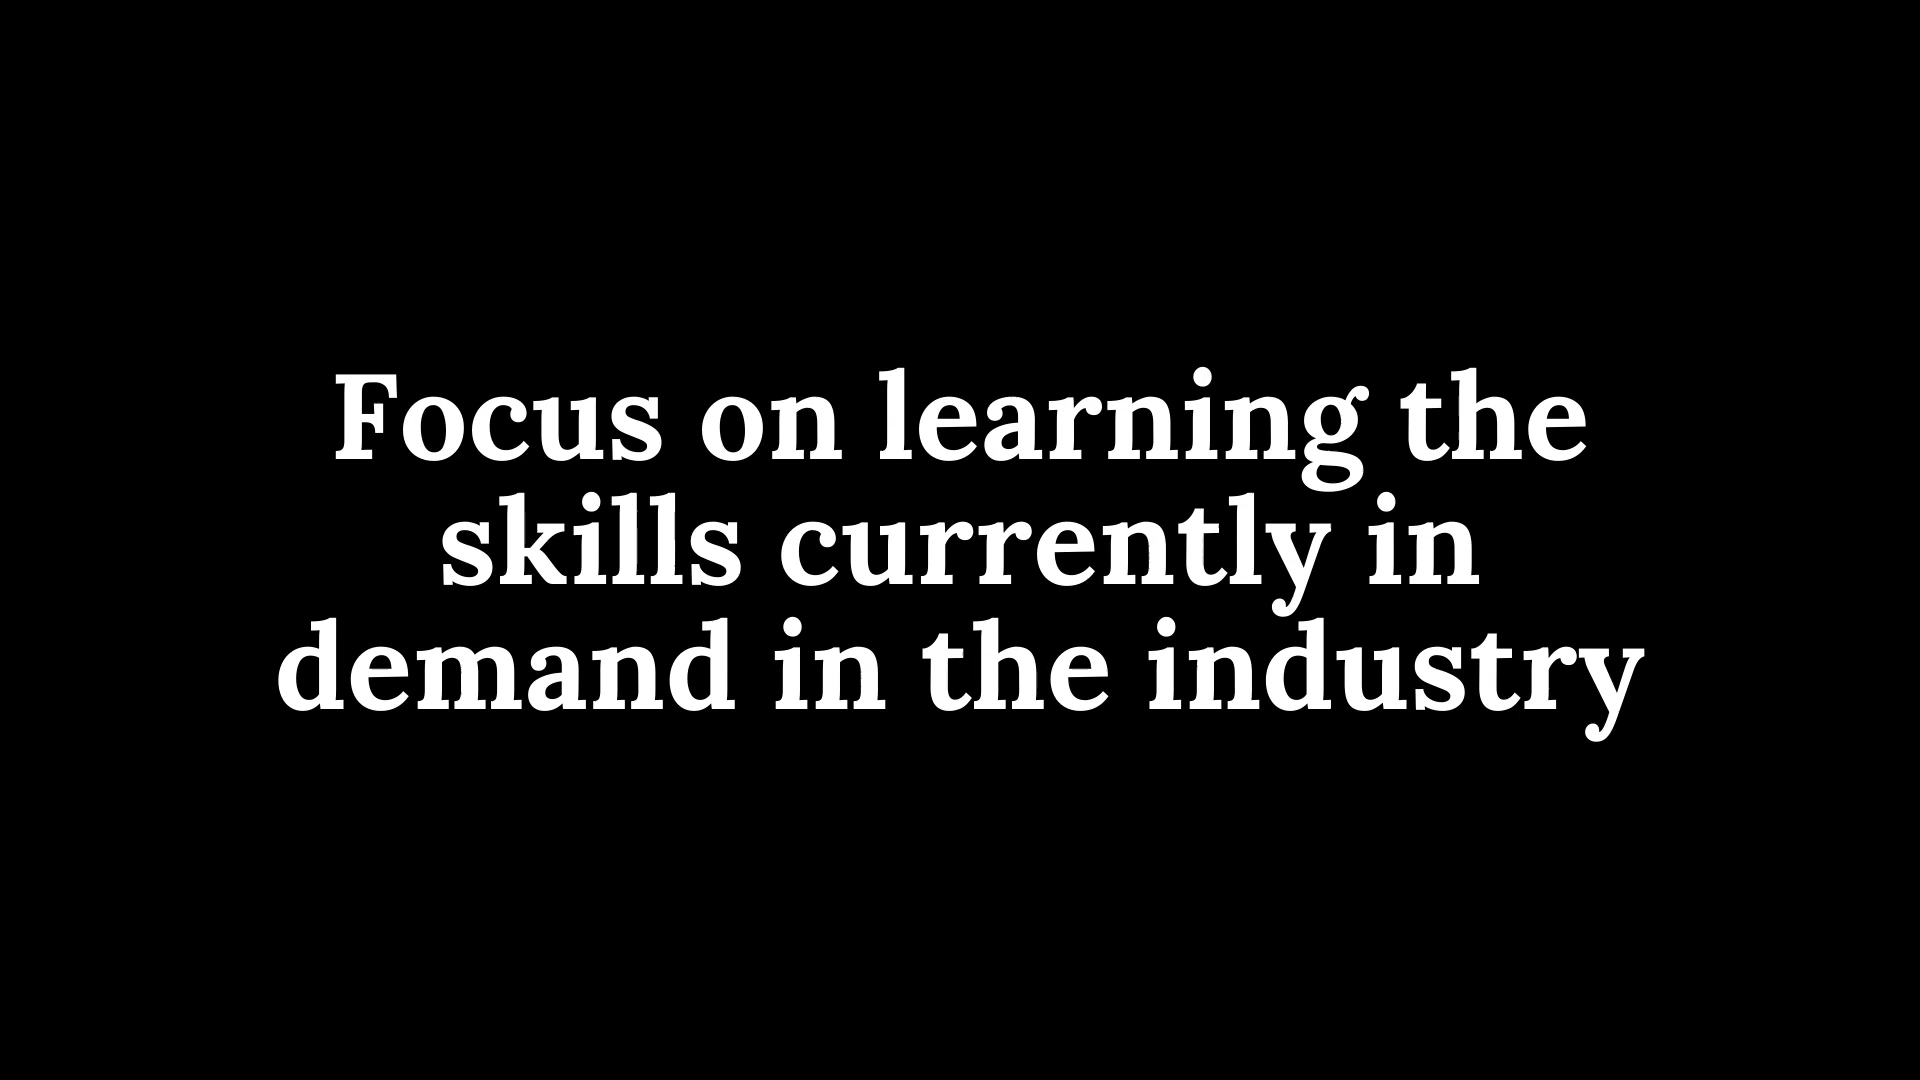 Focus on learning the
skills currently in
demand in the industry